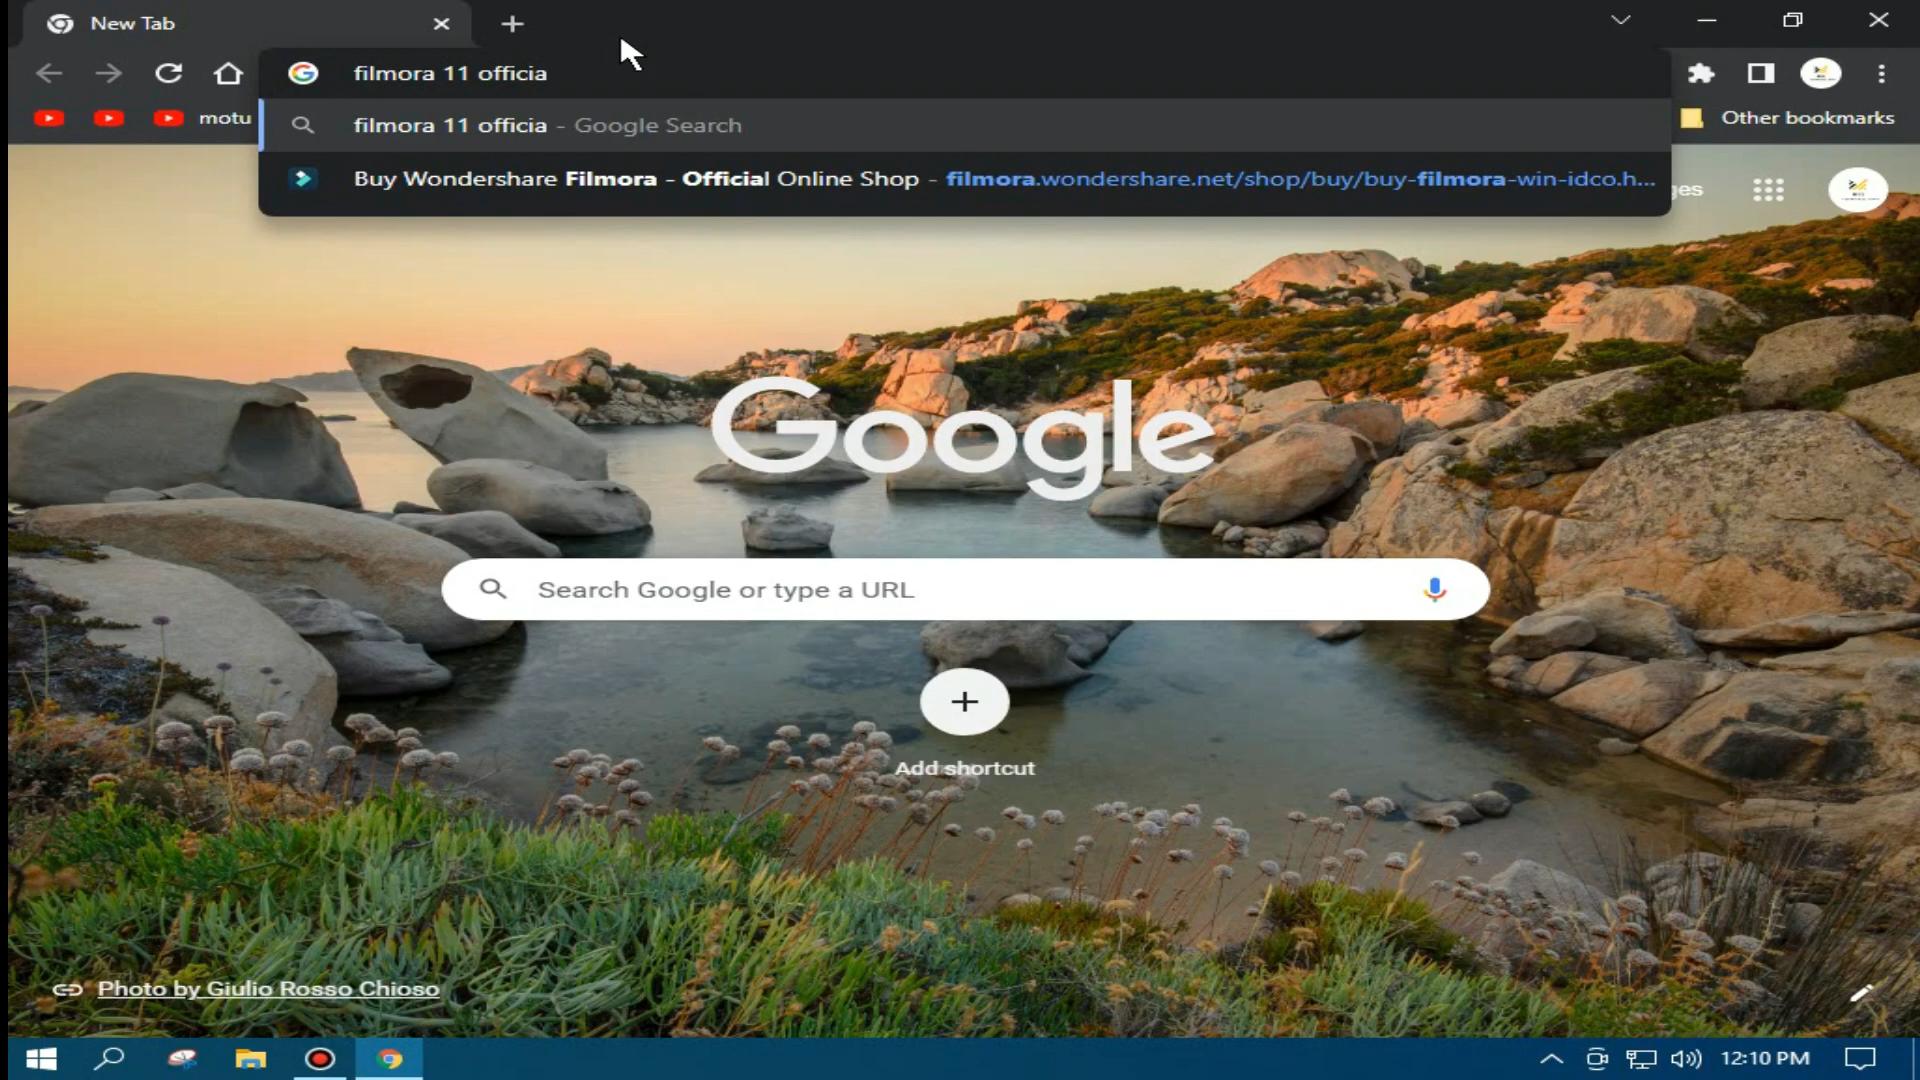 New Tab
filmora 11 officia
motu
filmora 11 officia - Google Search
Other bookmarks
Buy Wondershare Filmora - Official Online Shop - filmora.wondershare.net/shop/buy/buy-filmora-win-idco.h...
ges
Google
Search Google or type a URL
Add shortcut
Photo by Giulio Rosso Chioso
12:10 PM